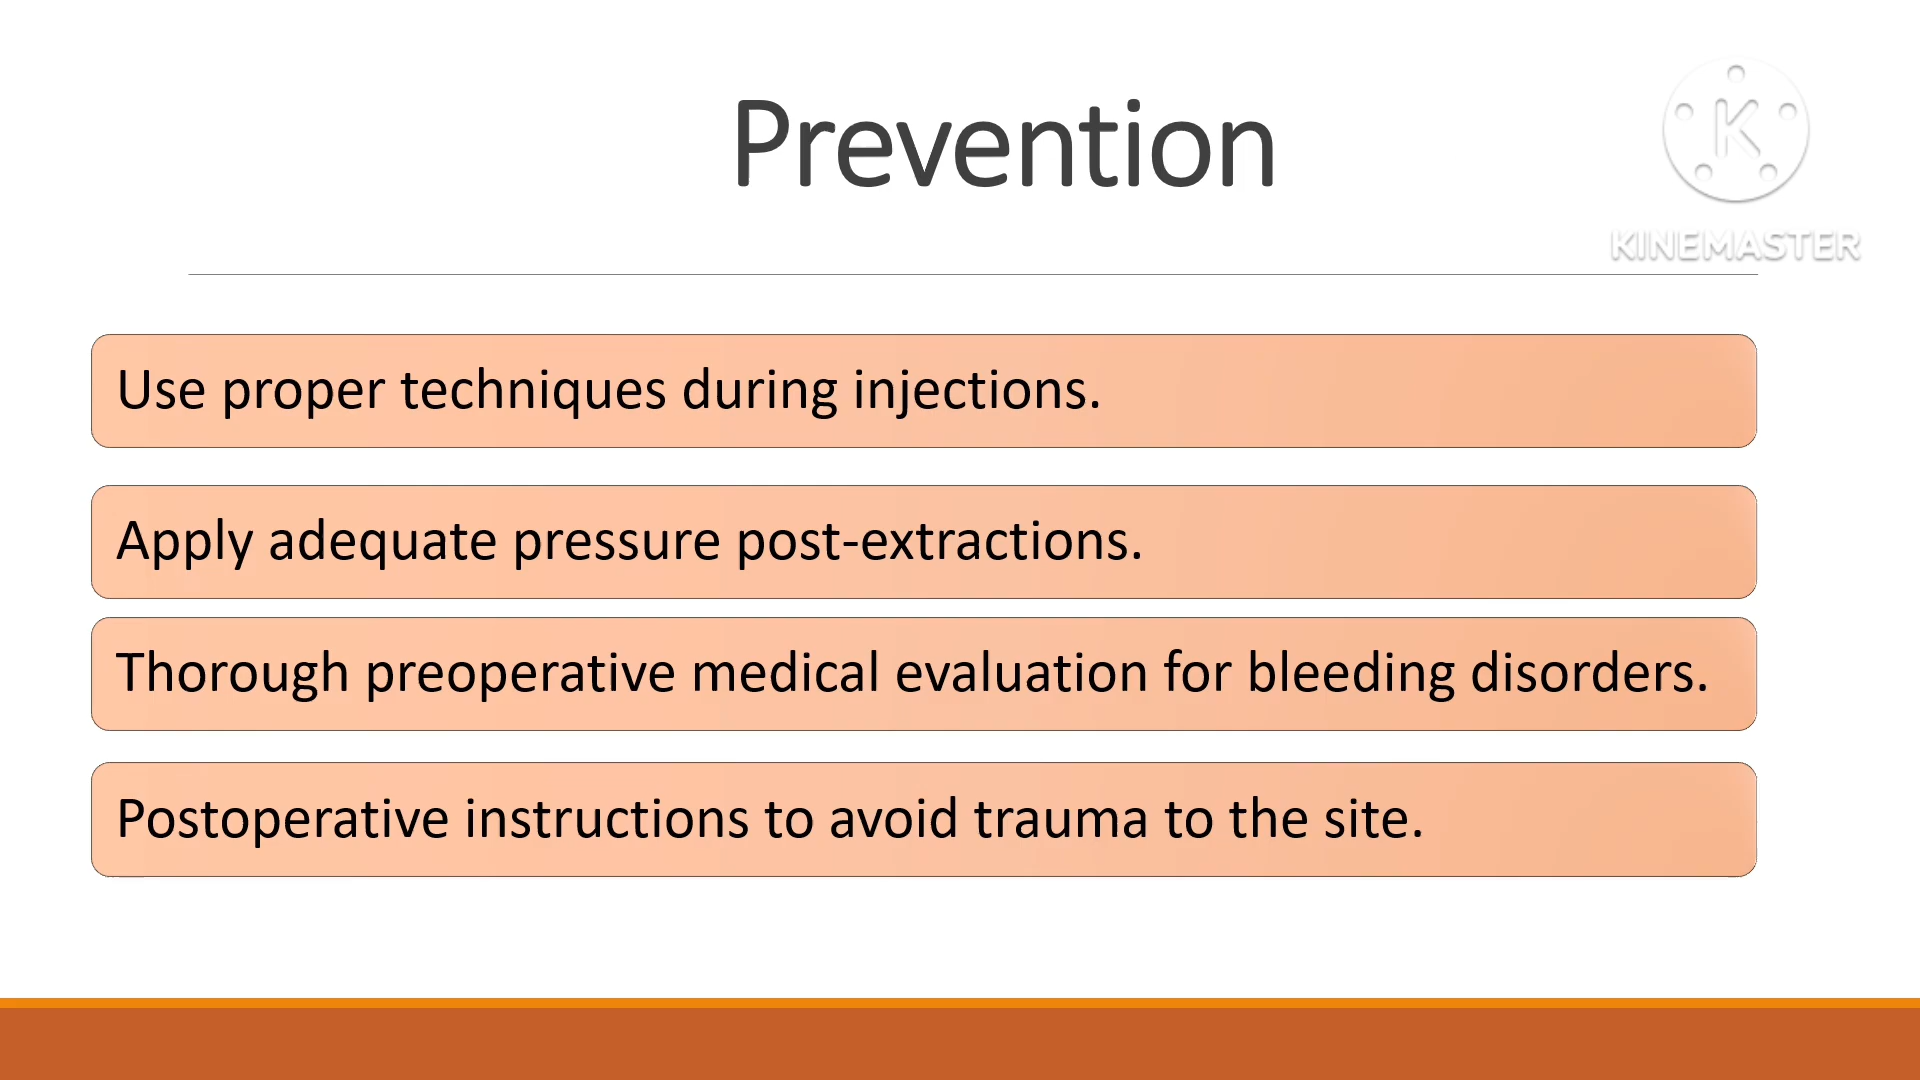 Prevention
K
KINEMASTER
Use proper techniques during injections.
Apply adequate pressure post-extractions.
Thorough preoperative medical evaluation for bleeding disorders.
Postoperative instructions to avoid trauma to the site.